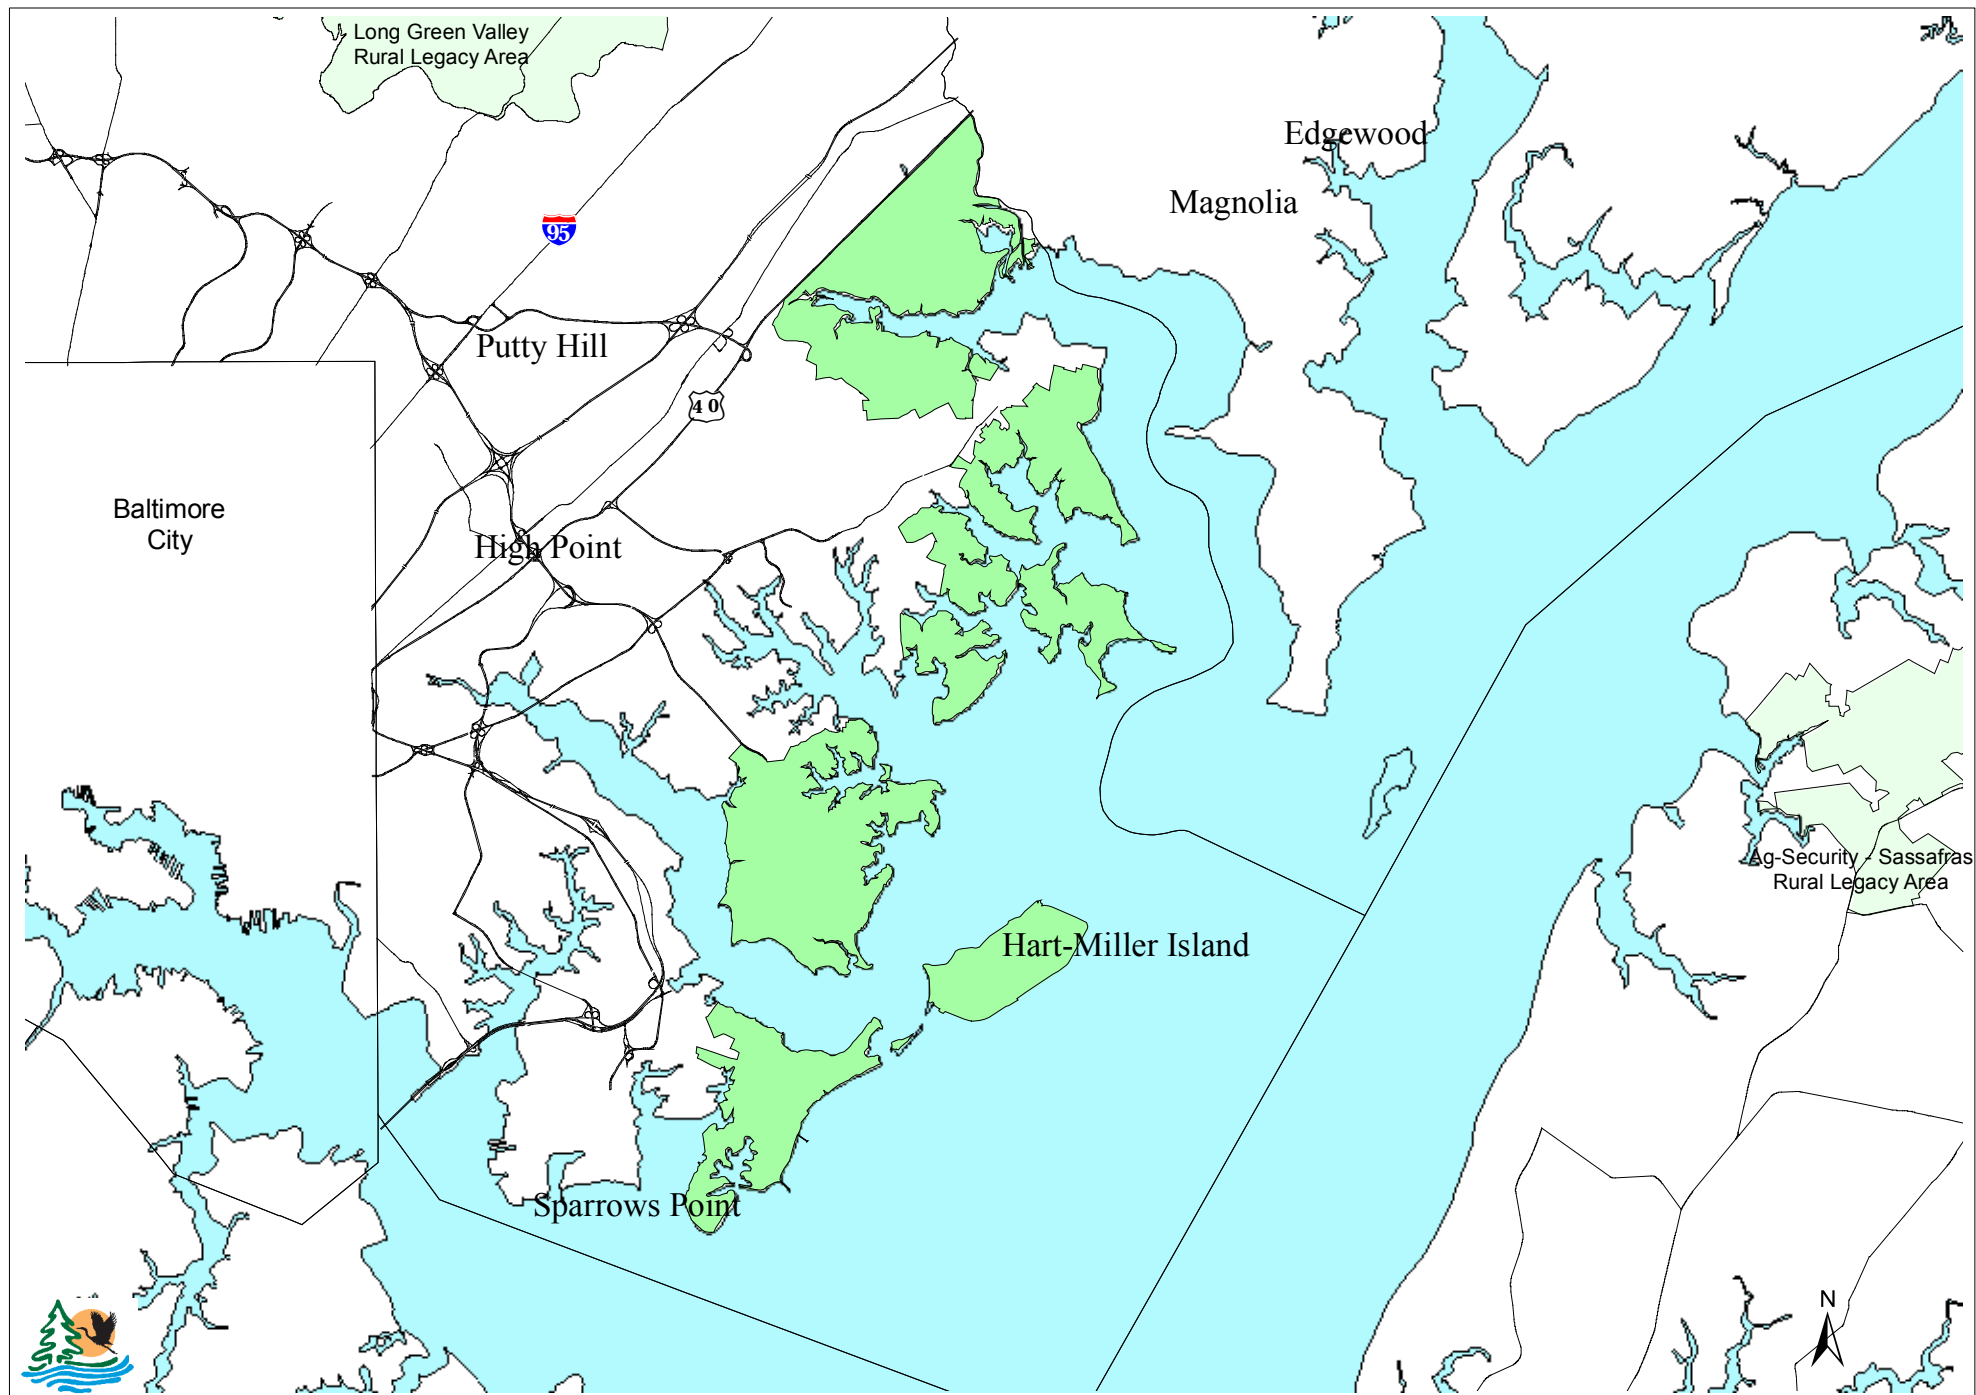 Long Green Valley
Rural Legacy Area
Edgewood
Magnolia
95
Putty Hill
40
Baltimore
City
High Point
Ag-Security - Sassafras
Rural Legacy Area
Hart-Miller Island
Sparrows Point
N